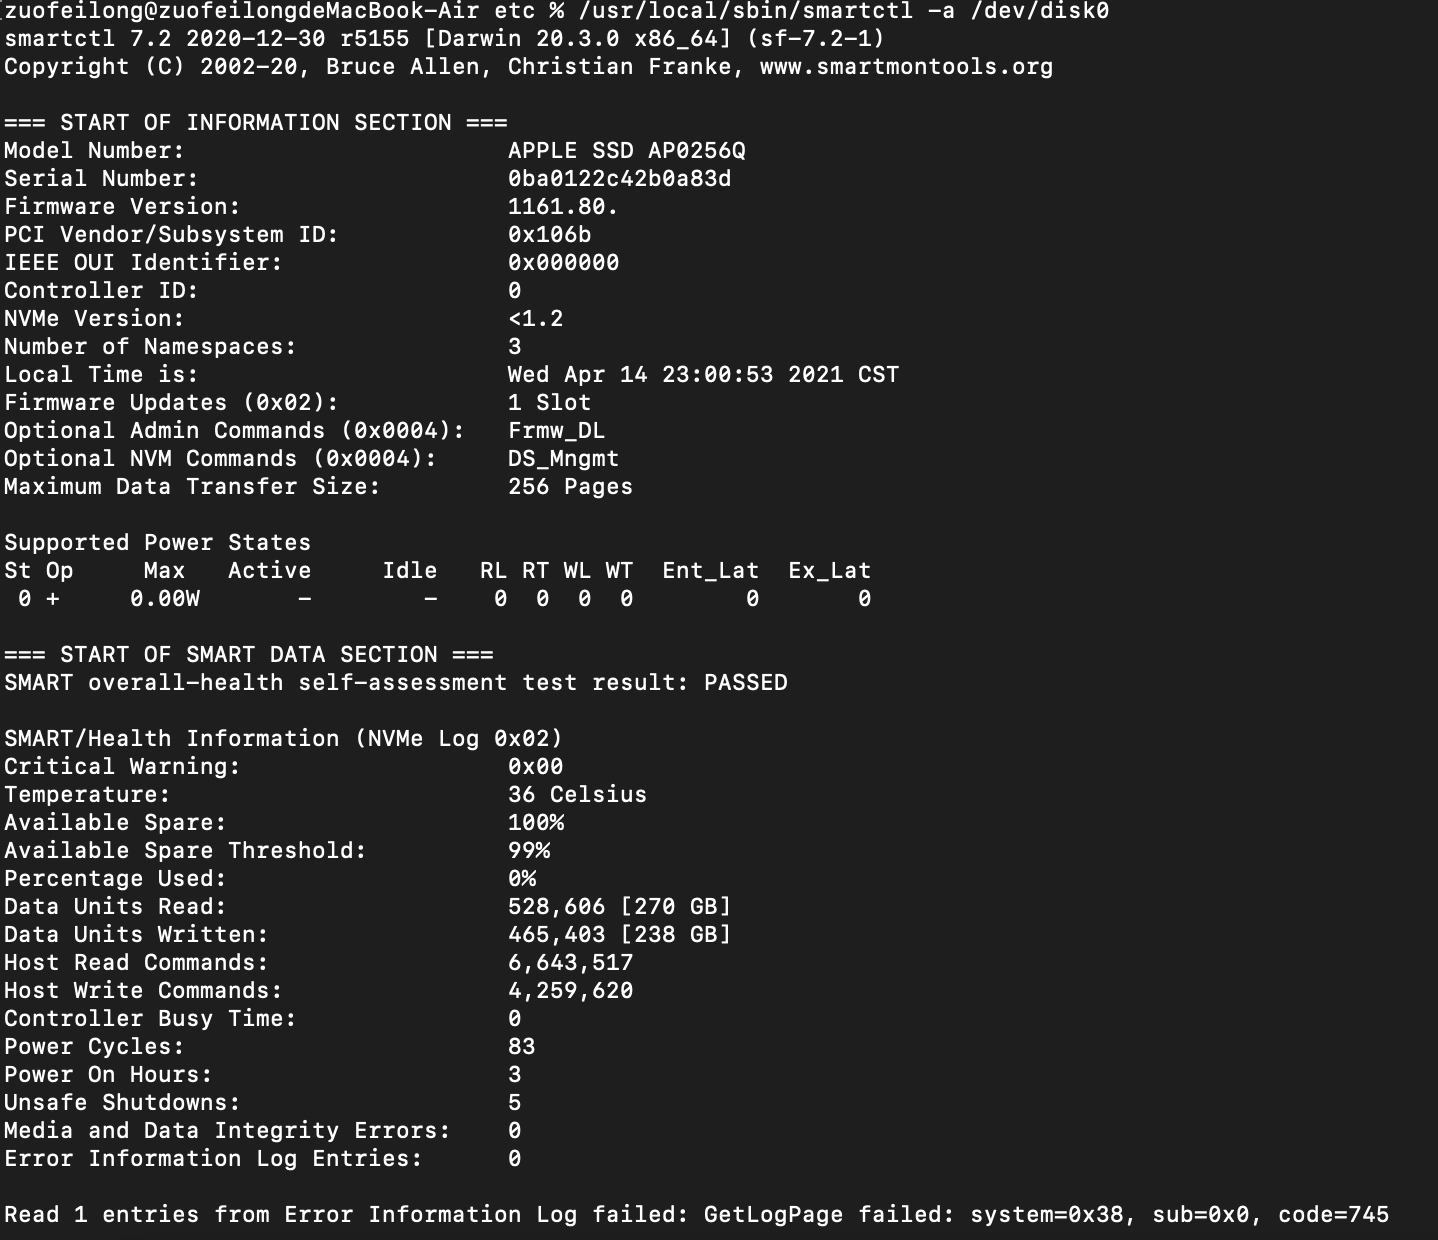 zuofeilong@zuofeilongdeMacBook-Air etc % /usr/local/sbin/smartctl -a /dev/disk0
smartctl 7.2 2020-12-30 r5155 [Darwin 20.3.0 x86_64] (sf-7.2-1)
Copyright (C) 2002-20, Bruce Allen, Christian Franke, www.smartmontools.org

=== START OF INFORMATION SECTION ===
Model Number:                       APPLE SSD AP0256Q
Serial Number:                      0ba0122c42b0a83d
Firmware Version:                   1161.80.
PCI Vendor/Subsystem ID:            0x106b
IEEE OUI Identifier:                0x000000
Controller ID:                      0
NVMe Version:                       <1.2
Number of Namespaces:               3
Local Time is:                      Wed Apr 14 23:00:53 2021 CST
Firmware Updates (0x02):            1 Slot
Optional Admin Commands (0x0004):   Frmw_DL
Optional NVM Commands (0x0004):     DS_Mngmt
Maximum Data Transfer Size:         256 Pages

Supported Power States
St Op     Max   Active     Idle   RL RT WL WT  Ent_Lat  Ex_Lat
 0 +     0.00W       -        -    0  0  0  0        0       0

=== START OF SMART DATA SECTION ===
SMART overall-health self-assessment test result: PASSED

SMART/Health Information (NVMe Log 0x02)
Critical Warning:                   0x00
Temperature:                        36 Celsius
Available Spare:                    100%
Available Spare Threshold:          99%
Percentage Used:                    0%
Data Units Read:                    528,606 [270 GB]
Data Units Written:                 465,403 [238 GB]
Host Read Commands:                 6,643,517
Host Write Commands:                4,259,620
Controller Busy Time:               0
Power Cycles:                       83
Power On Hours:                     3
Unsafe Shutdowns:                   5
Media and Data Integrity Errors:    0
Error Information Log Entries:      0

Read 1 entries from Error Information Log failed: GetLogPage failed: system=0x38, sub=0x0, code=745